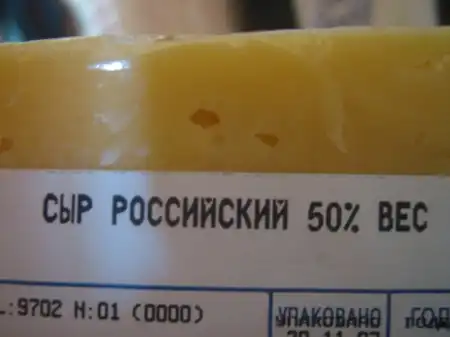 СЫР РОССИЙСКИЙ 50% ВЕС
:9702 N:01 (0000)
УПАКОВАНО